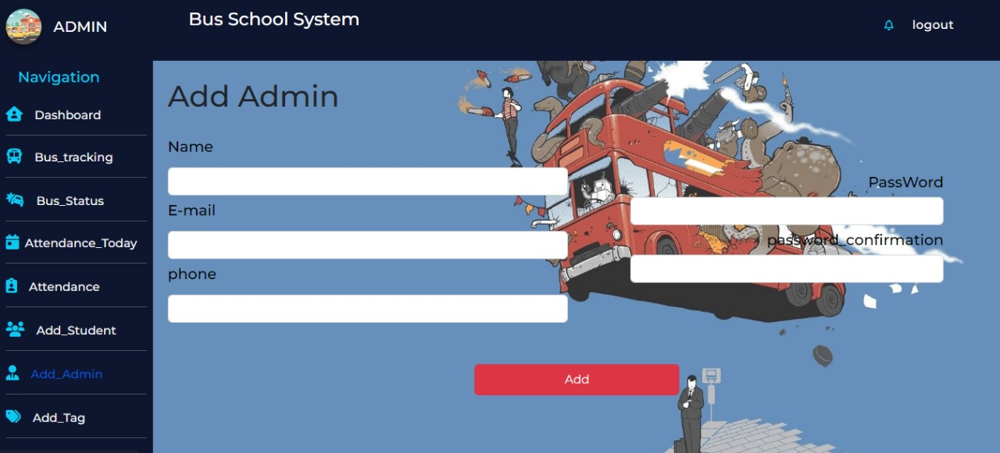 ADMIN
Bus School System
logout
Navigation
Dashboard
Bus_tracking
Bus_Status
Attendance_Today
Attendance
Add_Student
Add_Admin
Add_Tag
Add Admin
Name
E-mail
phone
PassWord
password_confirmation
Add